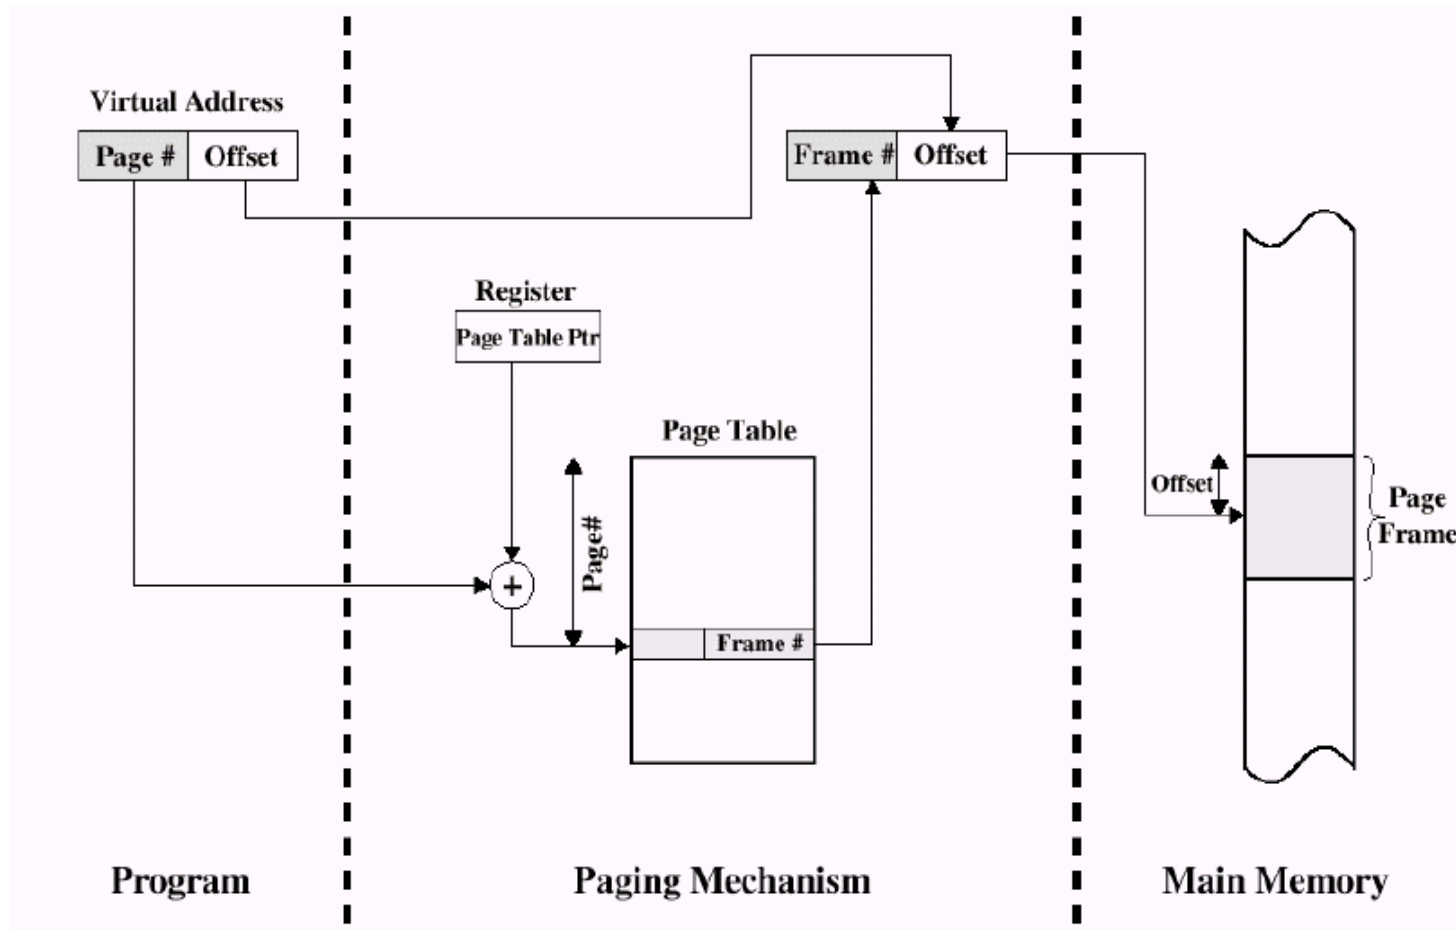 Virtual Address
Page #
Offset
Frame #
Offset
Register
Page Table Ptr
Page Table
Page#
+
Frame #
Offset
Page
Frame
Program
Paging Mechanism
Main Memory